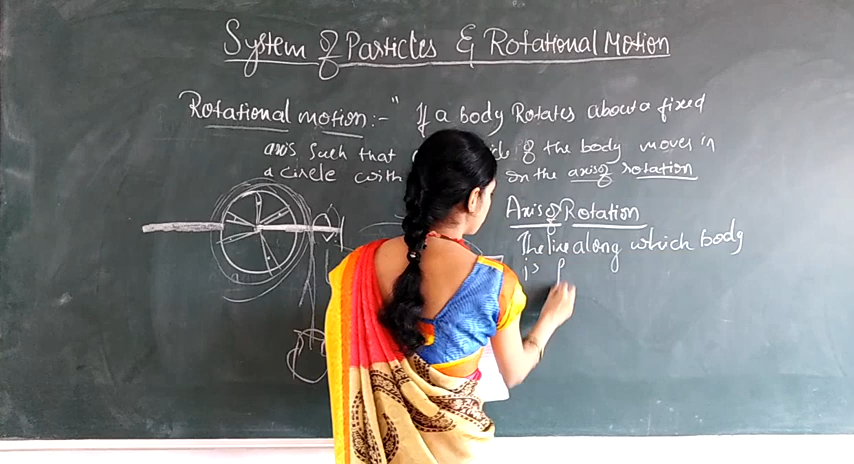 System of Particles & Rotational Motion
Rotational motion :- " If a body Rotates about a fixed
axis Such that of the body moves in
a circle with on the axis of rotation
Axis of Rotation
The line along which body
is